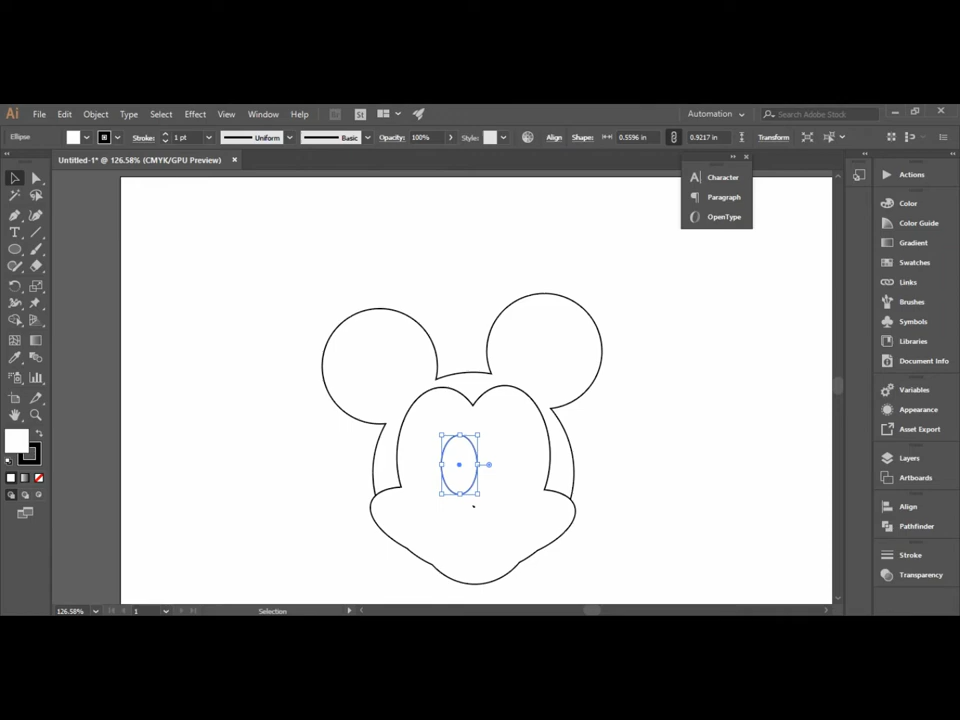 Ai File Edit Object Type Select Effect View Window Help Br St Automation Search Adobe Stock
Ellipse Stroke: 1 pt Uniform Basic Opacity: 100% Style: Align Shape: 0.5596 in 0.9217 in Transform
Untitled-1* @ 126.58% (CMYK/GPU Preview)
Character
Paragraph
OpenType
Actions
Color
Color Guide
Gradient
Swatches
Links
Brushes
Symbols
Libraries
Document Info
Variables
Appearance
Asset Export
Layers
Artboards
Align
Pathfinder
Stroke
Transparency
126.58% 1 Selection